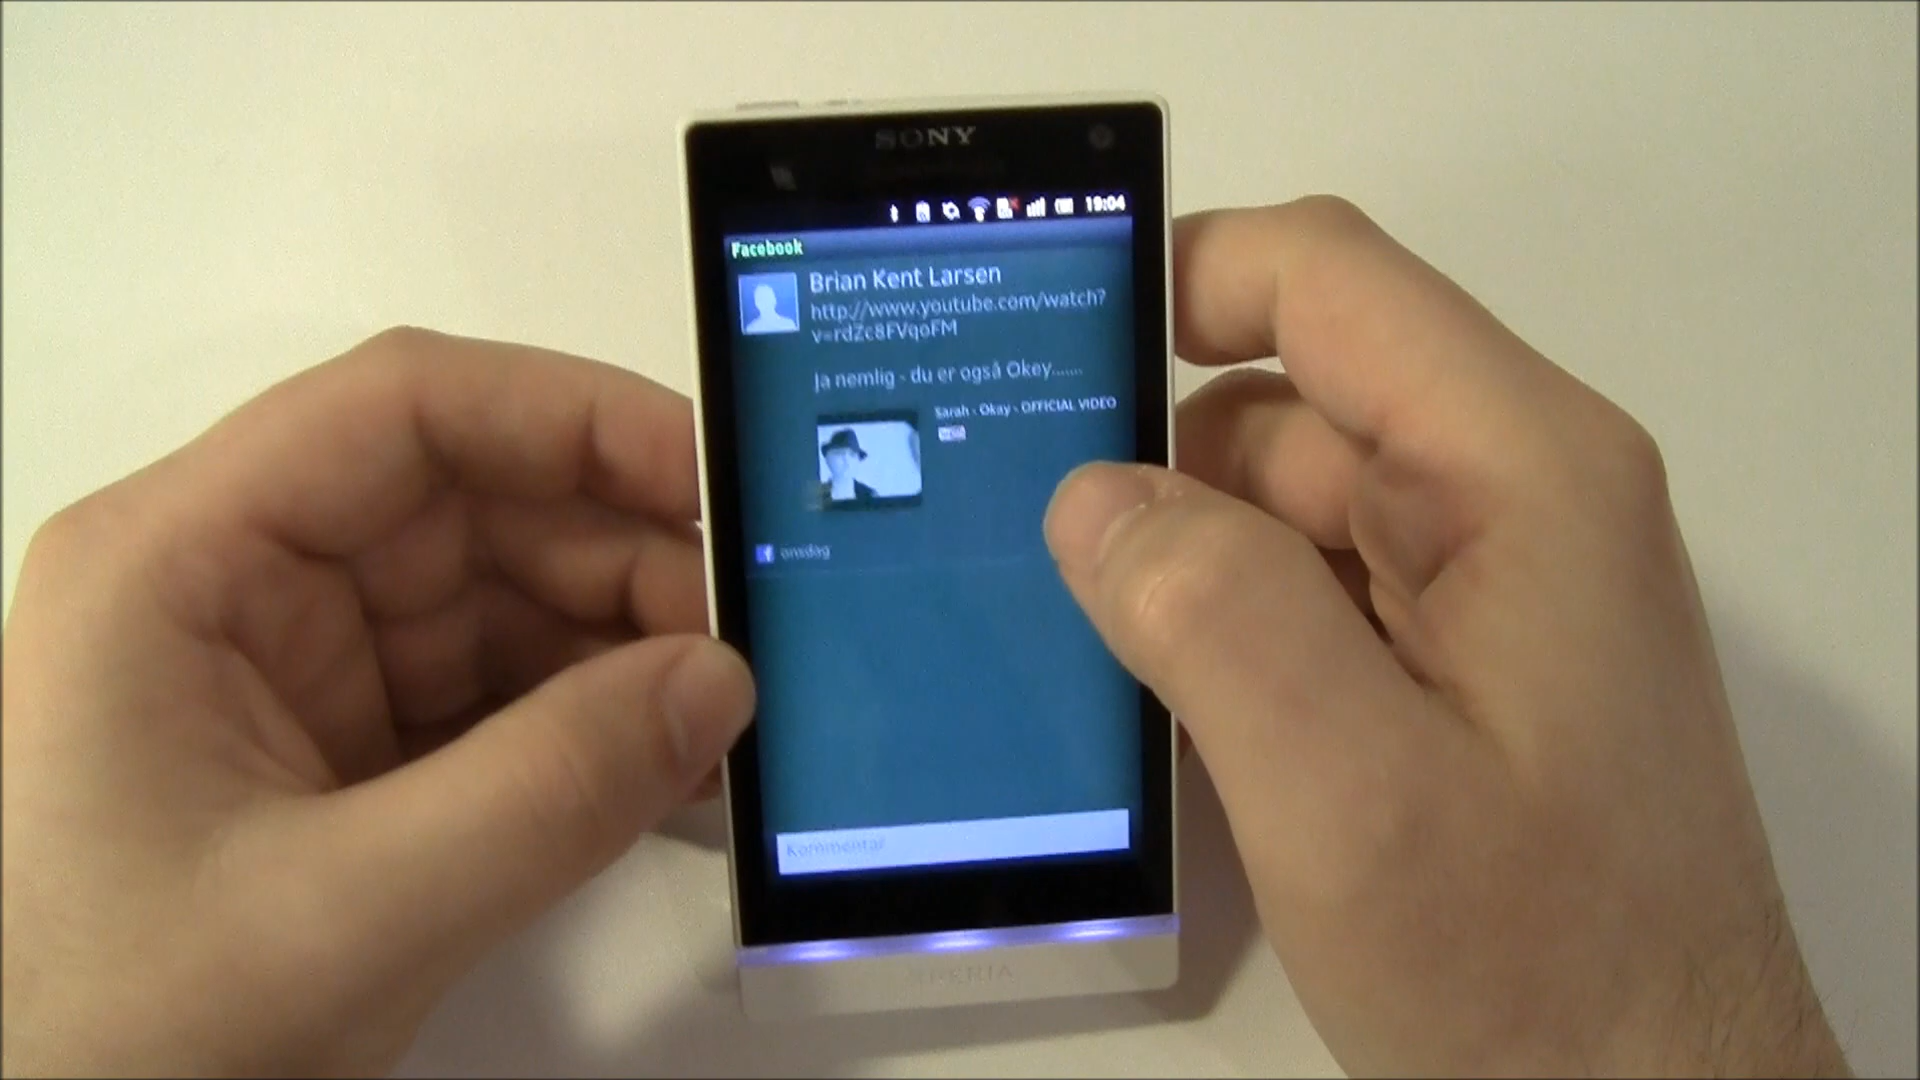 SONY
19:04
Facebook
Brian Kent Larsen
http://www.youtube.com/watch?
v=rdZc8FVqoFM
Ja nemlig - du er også Okey.......
Sarah - Okay - OFFICIAL VIDEO
onsdag
Kommentar
XPERIA